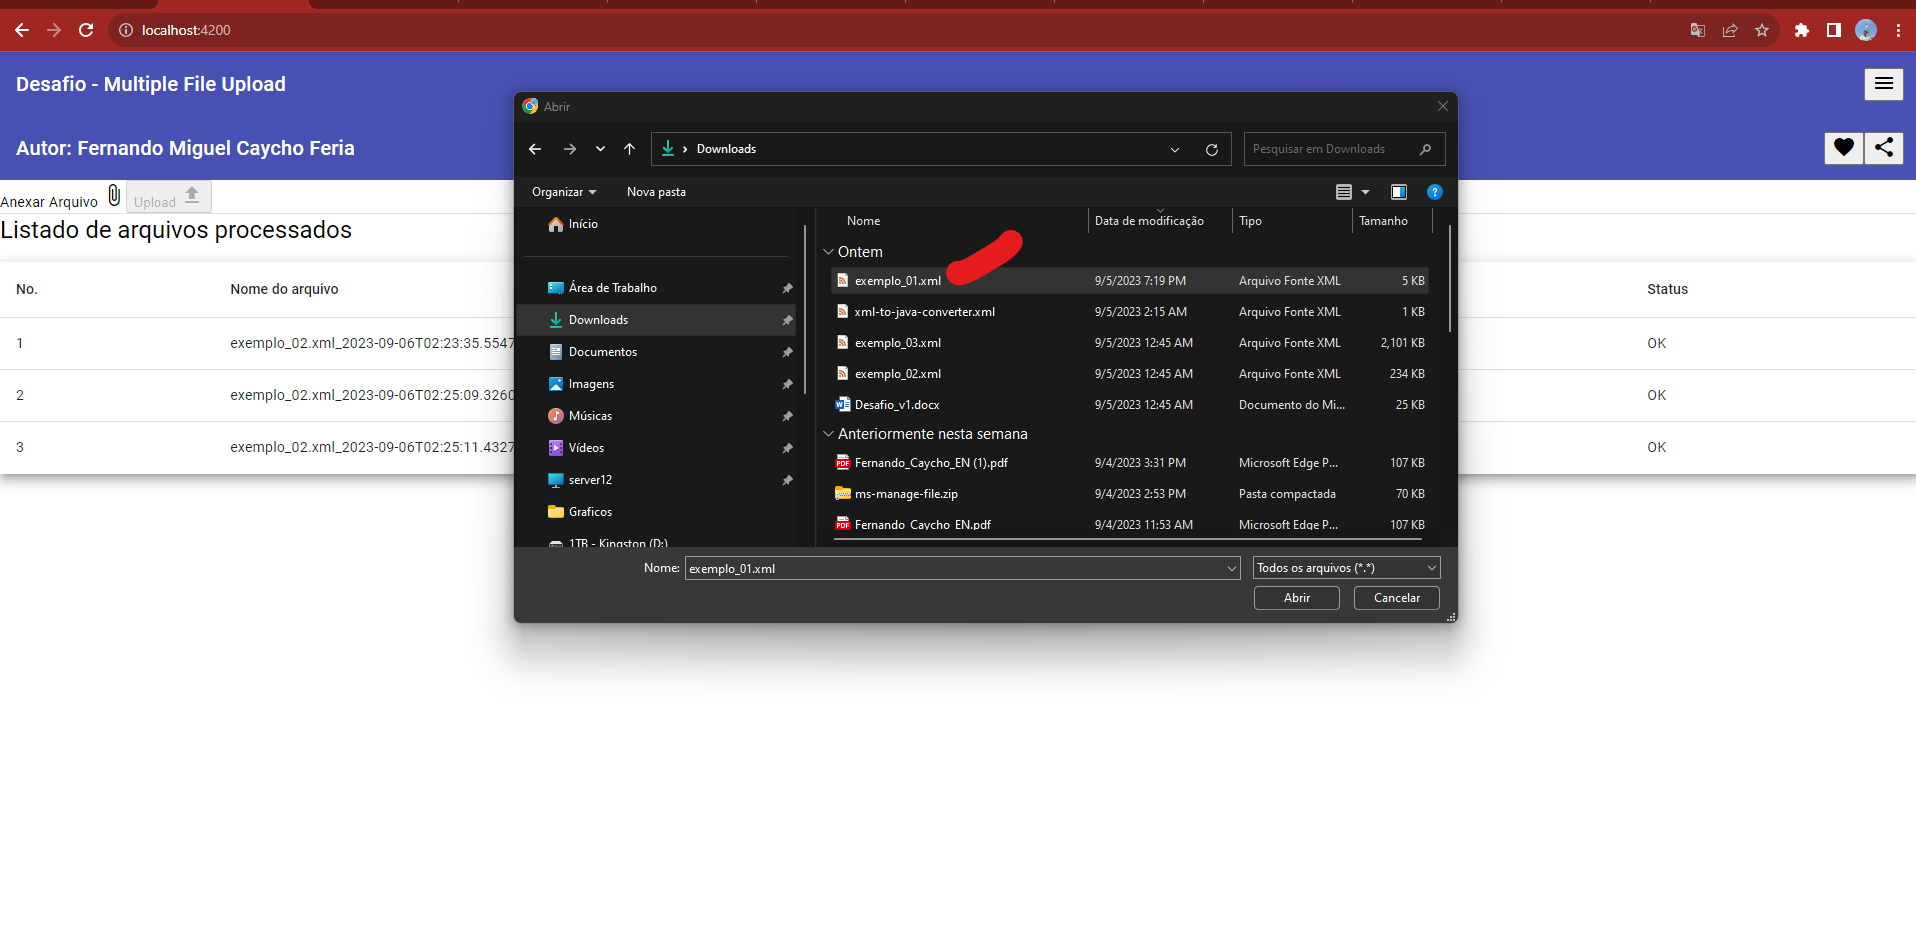 localhost:4200
Desafio - Multiple File Upload
Autor: Fernando Miguel Caycho Feria
Anexar Arquivo
Upload
Listado de arquivos processados
No. Nome do arquivo Status
1 exemplo_02.xml_2023-09-06T02:23:35.5547 OK
2 exemplo_02.xml_2023-09-06T02:25:09.3260 OK
3 exemplo_02.xml_2023-09-06T02:25:11.4327 OK
Abrir
Downloads
Pesquisar em Downloads
Organizar Nova pasta
Início
Área de Trabalho
Downloads
Documentos
Imagens
Músicas
Vídeos
server12
Graficos
1TB - Kingston (D:)
Nome Data de modificação Tipo Tamanho
Ontem
exemplo_01.xml 9/5/2023 7:19 PM Arquivo Fonte XML 5 KB
xml-to-java-converter.xml 9/5/2023 2:15 AM Arquivo Fonte XML 1 KB
exemplo_03.xml 9/5/2023 12:45 AM Arquivo Fonte XML 2,101 KB
exemplo_02.xml 9/5/2023 12:45 AM Arquivo Fonte XML 234 KB
Desafio_v1.docx 9/5/2023 12:45 AM Documento do Mi... 25 KB
Anteriormente nesta semana
Fernando_Caycho_EN (1).pdf 9/4/2023 3:31 PM Microsoft Edge P... 107 KB
ms-manage-file.zip 9/4/2023 2:53 PM Pasta compactada 70 KB
Fernando_Caycho_EN.pdf 9/4/2023 11:53 AM Microsoft Edge P... 107 KB
Nome: exemplo_01.xml Todos os arquivos (*.*)
Abrir Cancelar